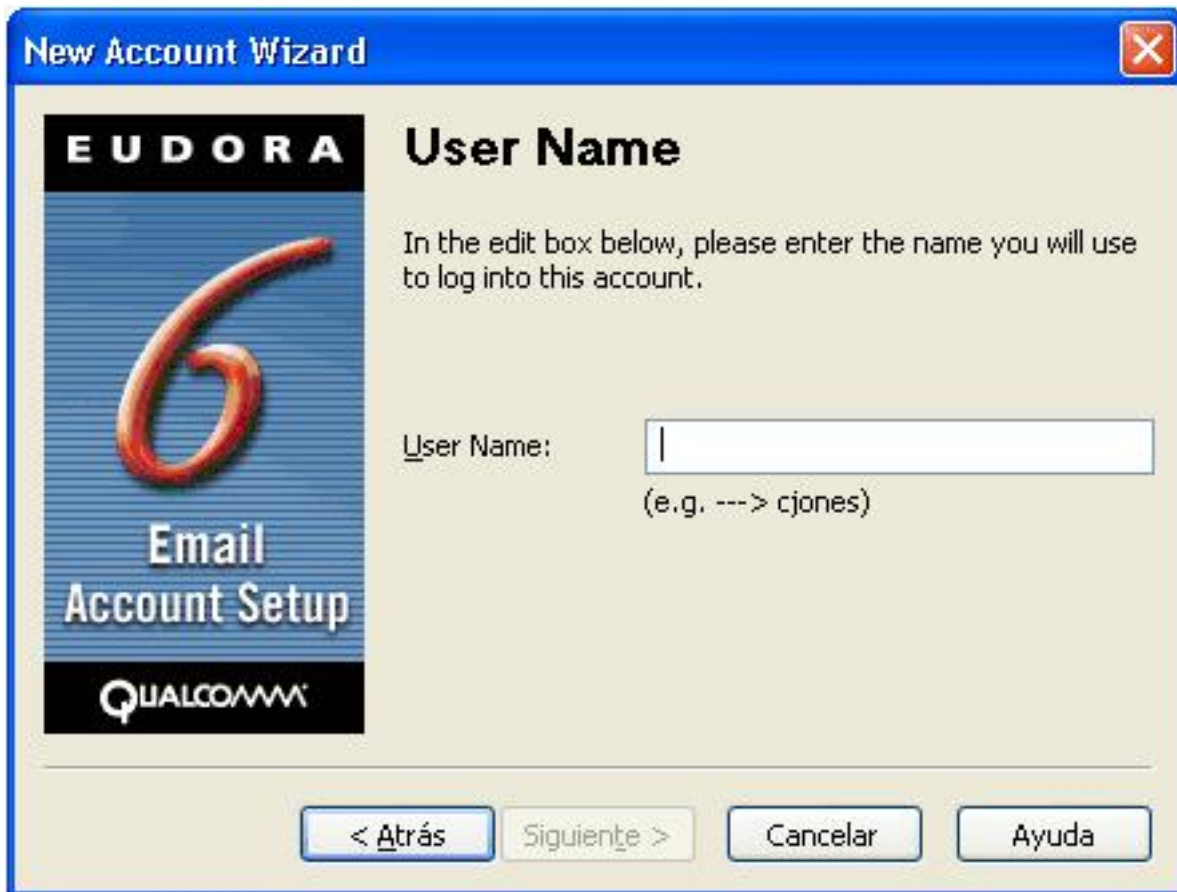 New Account Wizard
EUDORA
6
Email
Account Setup
QUALCOMM
User Name
In the edit box below, please enter the name you will use
to log into this account.
User Name:
(e.g. ---> cjones)
< Atrás
Siguiente >
Cancelar
Ayuda